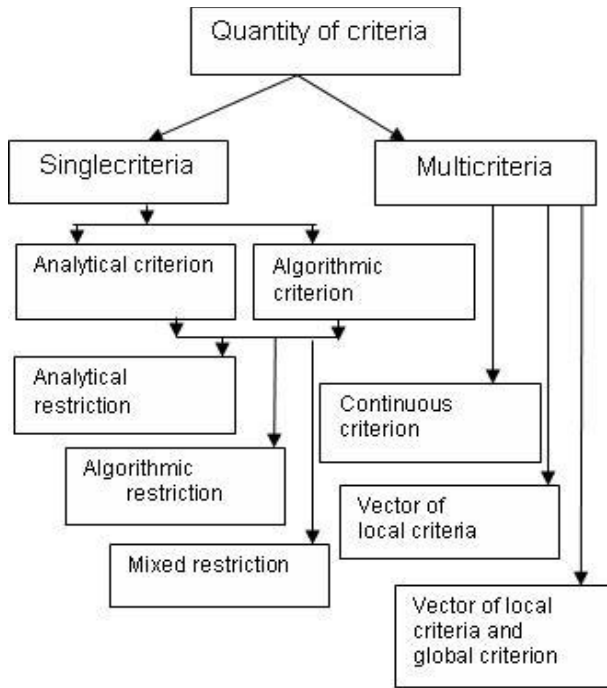 Quantity of criteria
Singlecriteria
Multicriteria
Analytical criterion
Algorithmic
criterion
Analytical
restriction
Algorithmic
restriction
Mixed restriction
Continuous
criterion
Vector of
local criteria
Vector of local
criteria and
global criterion